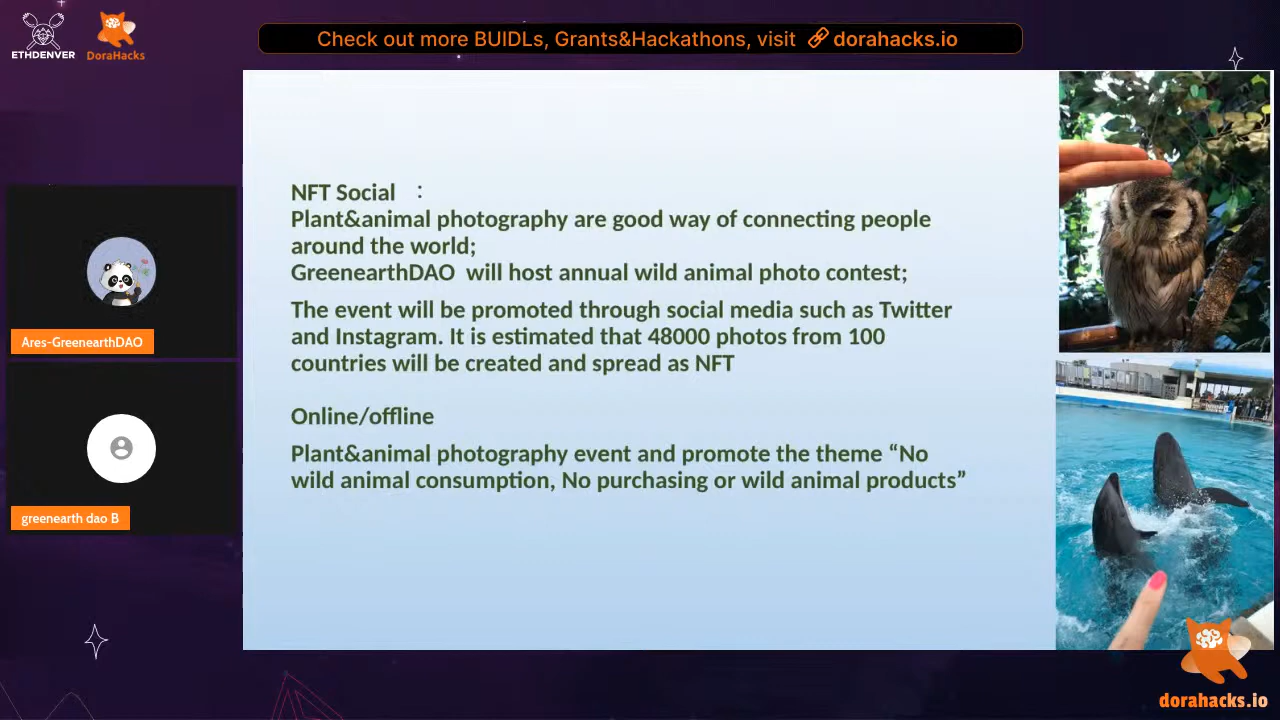 ETHDENVER
DoraHacks
Check out more BUIDLs, Grants&Hackathons, visit dorahacks.io
NFT Social :
Plant&animal photography are good way of connecting people
around the world;
GreenearthDAO will host annual wild animal photo contest;
The event will be promoted through social media such as Twitter
and Instagram. It is estimated that 48000 photos from 100
countries will be created and spread as NFT
Online/offline
Plant&animal photography event and promote the theme “No
wild animal consumption, No purchasing or wild animal products”
Ares-GreenearthDAO
greenearth dao B
dorahacks.io